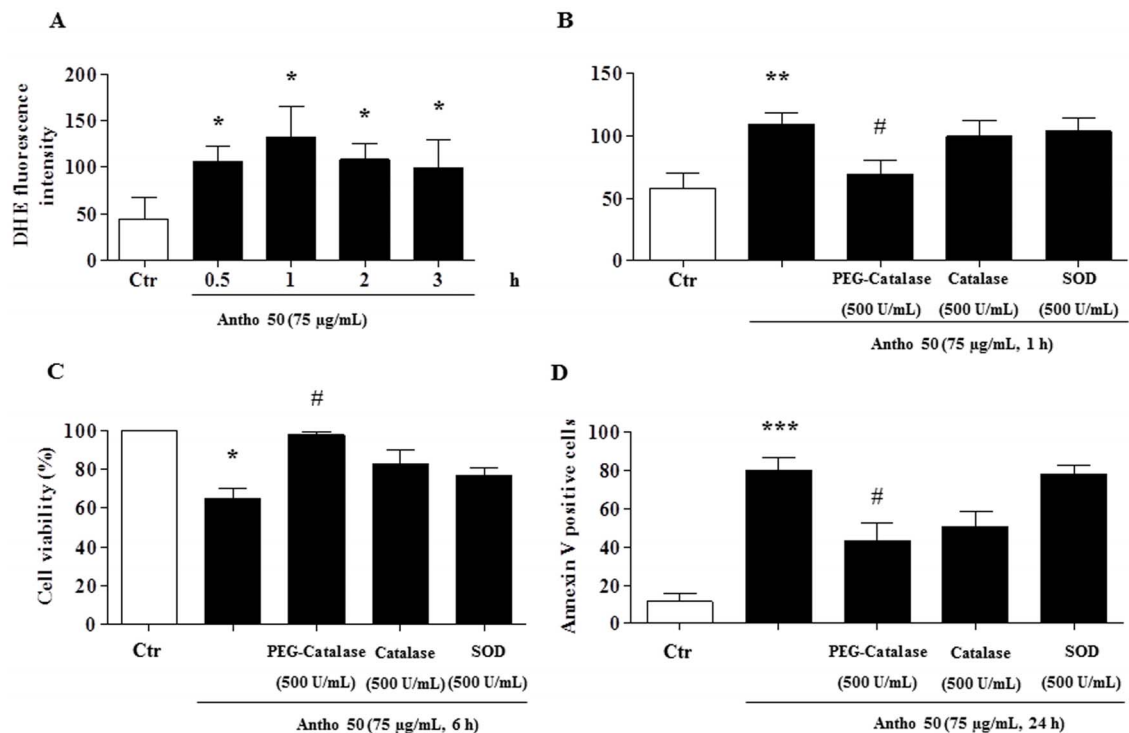 A
DHE fluorescence
intensity
200
150
100
50
0
*
*
*
*
Ctr 0.5 1 2 3 h
Antho 50 (75 µg/mL)
B
150
100
50
0
**
#
Ctr PEG-Catalase Catalase SOD
(500 U/mL) (500 U/mL) (500 U/mL)
Antho 50 (75 µg/mL, 1 h)
C
Cell viability (%)
100
80
60
40
20
0
*
#
Ctr PEG-Catalase Catalase SOD
(500 U/mL) (500 U/mL) (500 U/mL)
Antho 50 (75 µg/mL, 6 h)
D
Annexin V positive cells
100
80
60
40
20
0
***
#
Ctr PEG-Catalase Catalase SOD
(500 U/mL) (500 U/mL) (500 U/mL)
Antho 50 (75 µg/mL, 24 h)